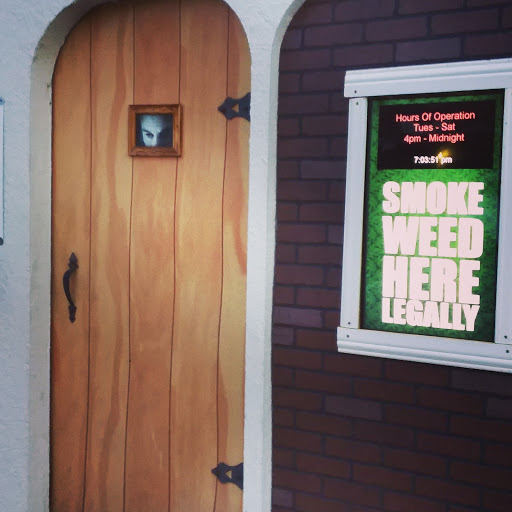 Hours Of Operation
Tues - Sat
4pm - Midnight
7:03:51 pm
SMOKE
WEED
HERE
LEGALLY